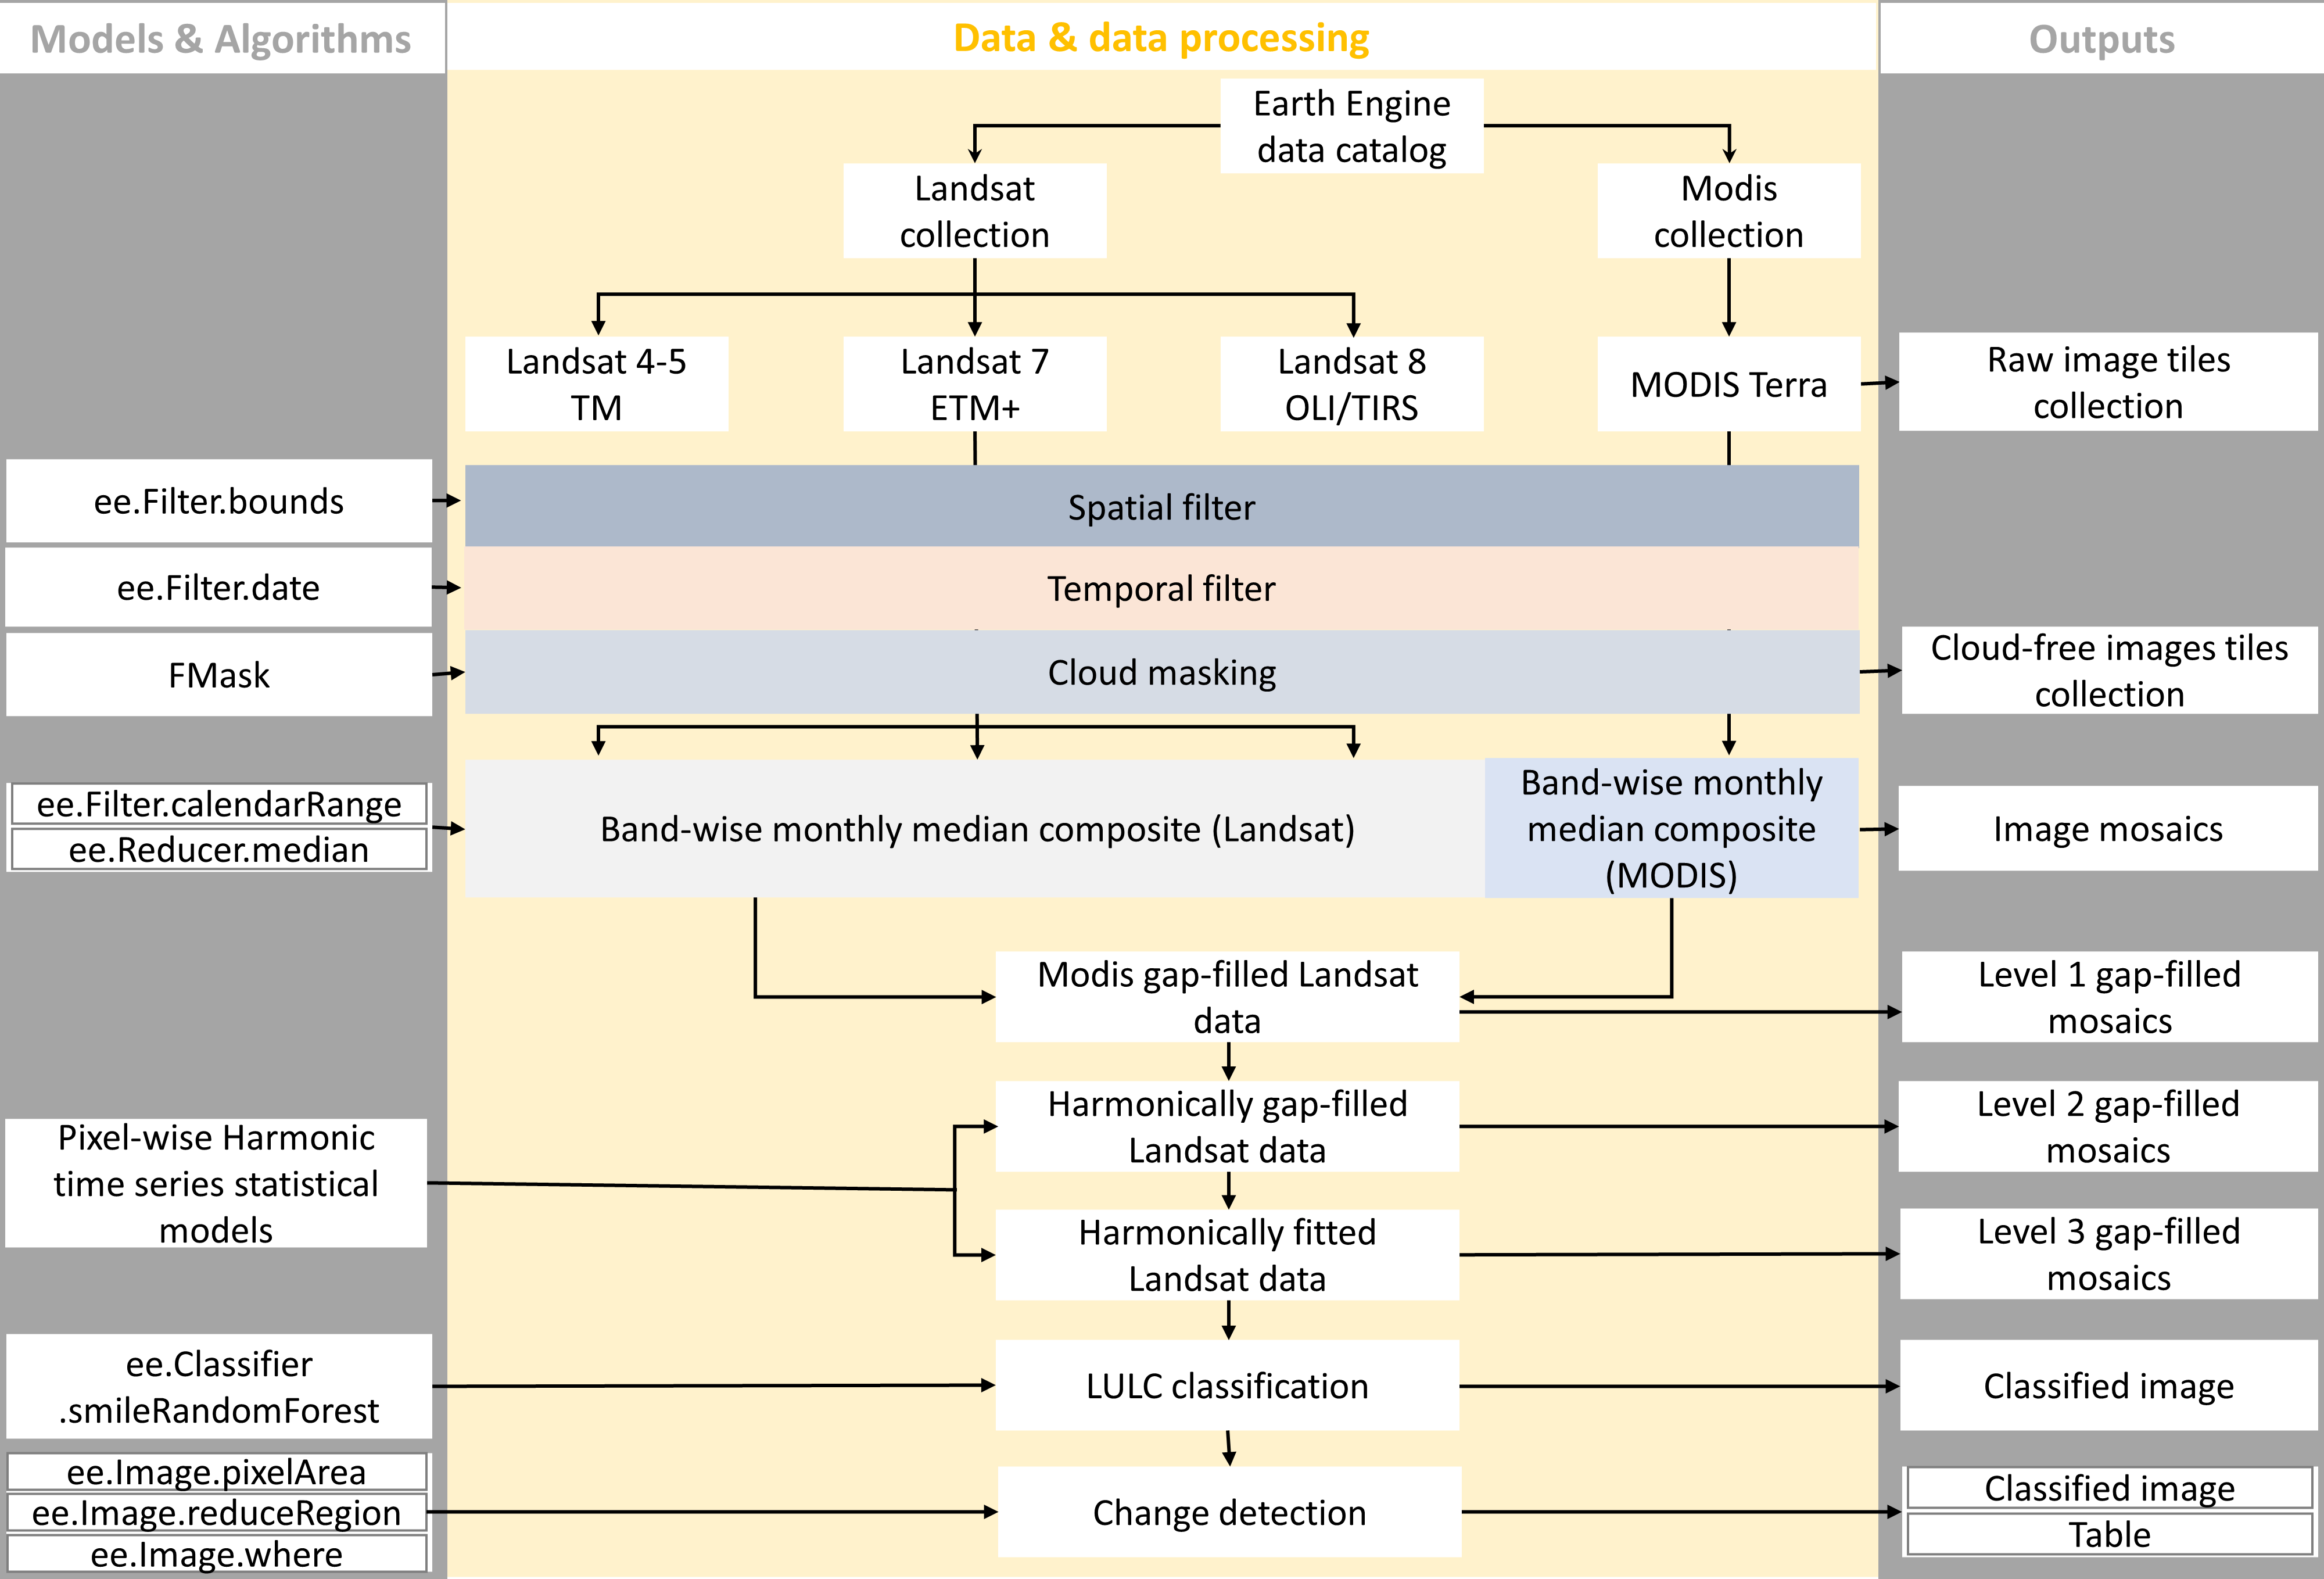 Models & Algorithms
Data & data processing
Outputs
Earth Engine
data catalog
Landsat
collection
Modis
collection
Landsat 4-5
TM
Landsat 7
ETM+
Landsat 8
OLI/TIRS
MODIS Terra
Raw image tiles
collection
ee.Filter.bounds
Spatial filter
ee.Filter.date
Temporal filter
FMask
Cloud masking
Cloud-free images tiles
collection
ee.Filter.calendarRange
ee.Reducer.median
Band-wise monthly median composite (Landsat)
Band-wise monthly
median composite
(MODIS)
Image mosaics
Modis gap-filled Landsat
data
Level 1 gap-filled
mosaics
Pixel-wise Harmonic
time series statistical
models
Harmonically gap-filled
Landsat data
Level 2 gap-filled
mosaics
Harmonically fitted
Landsat data
Level 3 gap-filled
mosaics
ee.Classifier
.smileRandomForest
LULC classification
Classified image
ee.Image.pixelArea
ee.Image.reduceRegion
ee.Image.where
Change detection
Classified image
Table